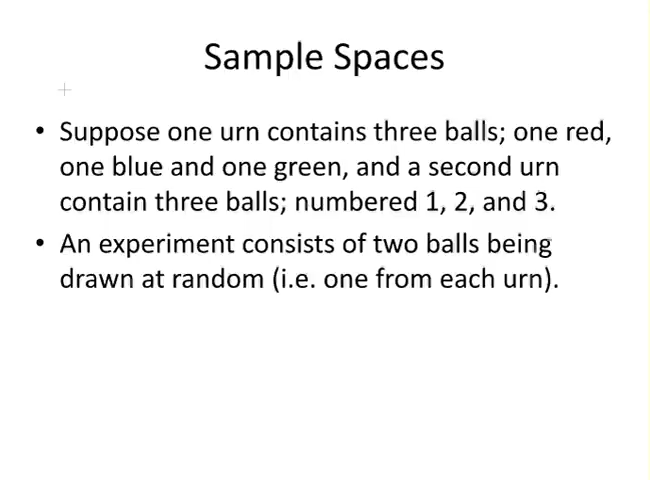 Sample Spaces
• Suppose one urn contains three balls; one red,
one blue and one green, and a second urn
contain three balls; numbered 1, 2, and 3.
• An experiment consists of two balls being
drawn at random (i.e. one from each urn).